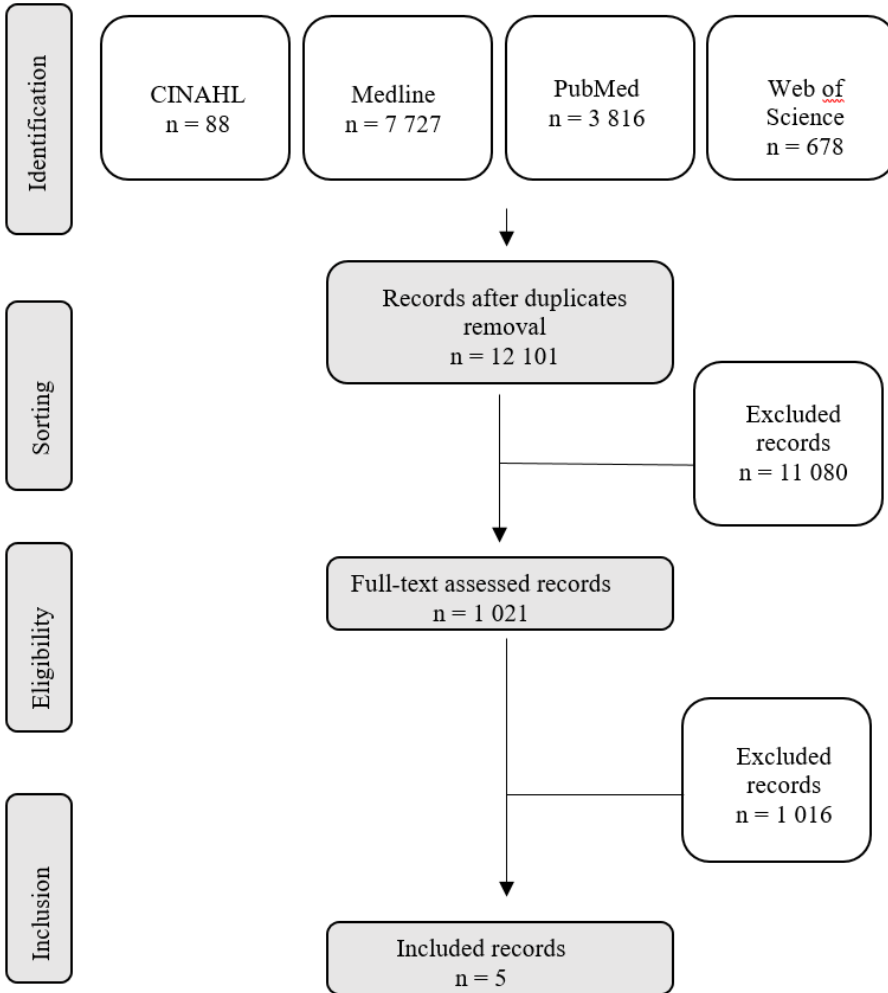 Identification
CINAHL
n = 88
Medline
n = 7 727
PubMed
n = 3 816
Web of
Science
n = 678
Records after duplicates
removal
n = 12 101
Sorting
Excluded
records
n = 11 080
Eligibility
Full-text assessed records
n = 1 021
Excluded
records
n = 1 016
Inclusion
Included records
n = 5